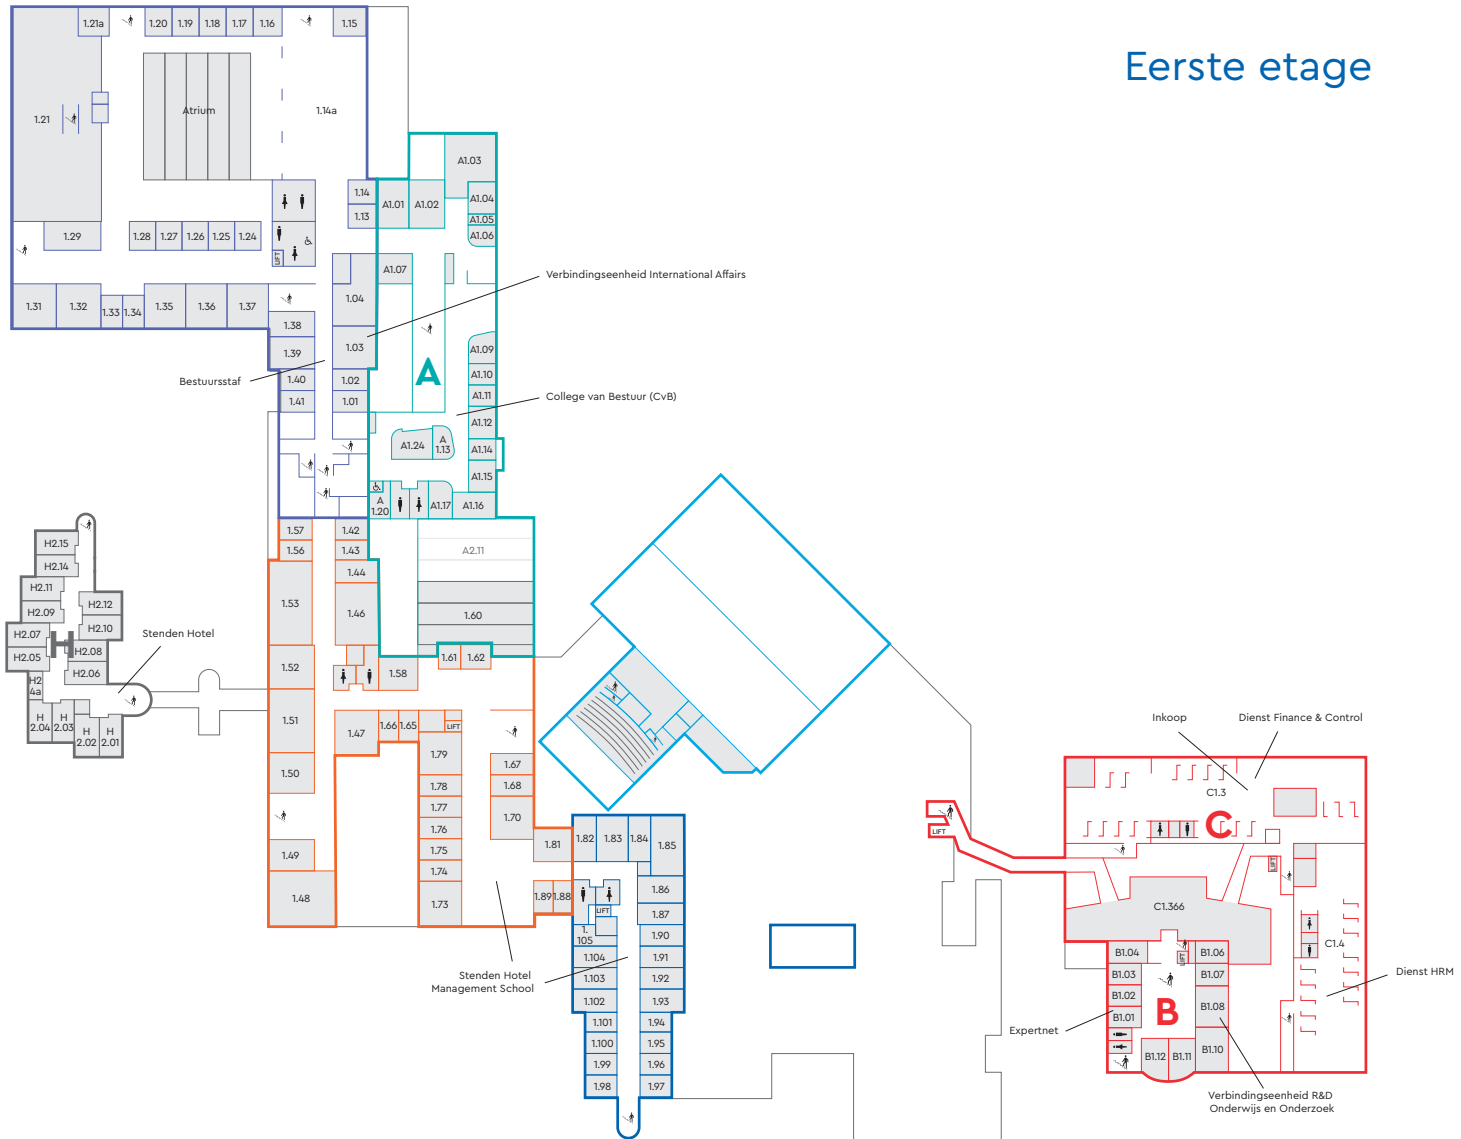 Eerste etage
1.21a
1.20
1.19
1.18
1.17
1.16
1.15
1.21
Atrium
1.14a
1.14
1.13
1.29
1.28
1.27
1.26
1.25
1.24
LIFT
1.31
1.32
1.33
1.34
1.35
1.36
1.37
1.04
1.38
1.03
1.39
1.40
1.02
1.41
1.01
Bestuursstaf
Verbindingseenheid International Affairs
College van Bestuur (CvB)
A1.03
A1.01
A1.02
A1.04
A1.05
A1.06
A1.07
A
A1.09
A1.10
A1.11
A1.12
A1.24
A
1.13
A1.14
A1.15
A
1.20
A1.17
A1.16
A2.11
1.60
1.57
1.42
1.56
1.43
1.44
1.53
1.46
1.52
1.58
1.61
1.62
1.51
1.47
1.66
1.65
LIFT
1.79
1.67
1.50
1.78
1.68
1.77
1.70
1.76
1.75
1.49
1.74
1.48
1.73
1.81
1.89
1.88
H2.15
H2.14
H2.11
H2.12
H2.09
H2.10
H2.07
H
H2.08
H2.05
H2.06
H2
4a
H
2.04
H
2.03
H
2.02
H
2.01
Stenden Hotel
1.82
1.83
1.84
1.85
1.86
LIFT
1.87
1.
105
1.90
1.104
1.91
1.103
1.92
1.102
1.93
1.101
1.94
1.100
1.95
1.99
1.96
1.98
1.97
Stenden Hotel
Management School
Inkoop
Dienst Finance & Control
C1.3
C
LIFT
LIFT
C1.366
C1.4
Dienst HRM
B1.04
LIFT
B1.06
B1.03
B1.07
B1.02
B1.08
B
B1.01
B1.10
B1.12
B1.11
Expertnet
Verbindingseenheid R&D
Onderwijs en Onderzoek